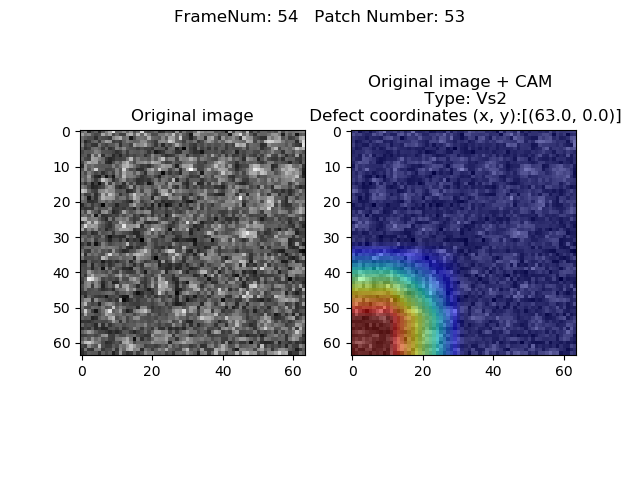 FrameNum: 54   Patch Number: 53
Original image
0
10
20
30
40
50
60
0 20 40 60
Original image + CAM
Type: Vs2
Defect coordinates (x, y):[(63.0, 0.0)]
0
10
20
30
40
50
60
0 20 40 60